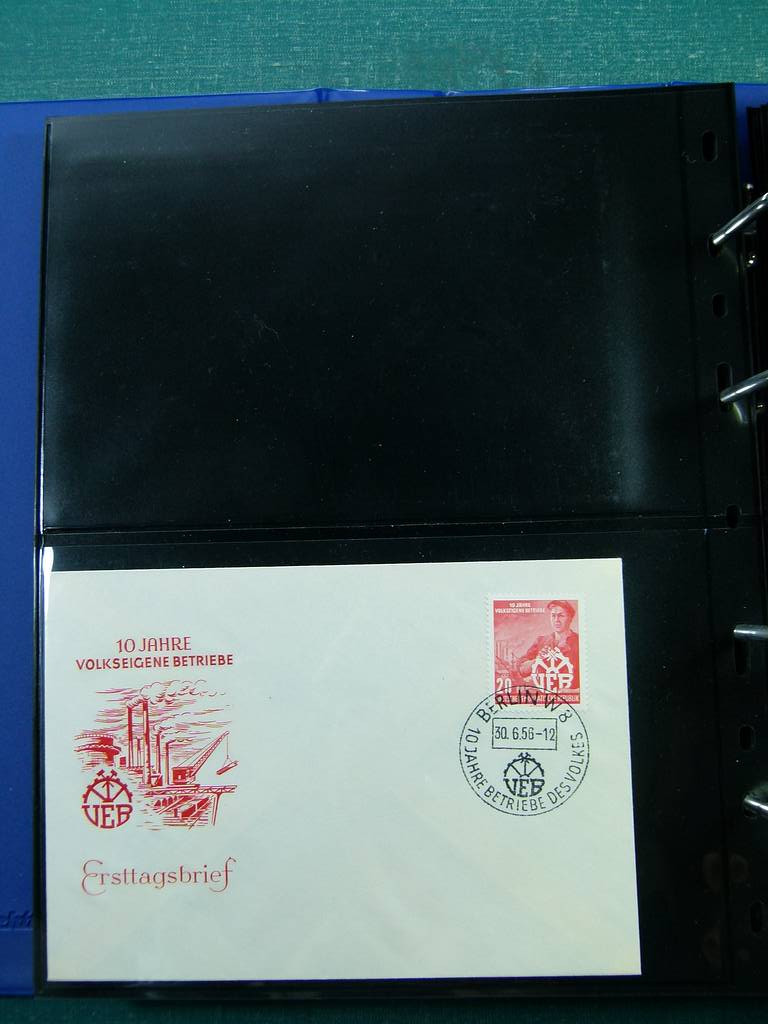 10 JAHRE
VOLKSEIGENE BETRIEBE
VEB
Ersttagsbrief
10 JAHRE
VOLKSEIGENE BETRIEBE
20
VEB
BERLIN W 8
30.6.56-12
VEB
10 JAHRE BETRIEBE DES VOLKES